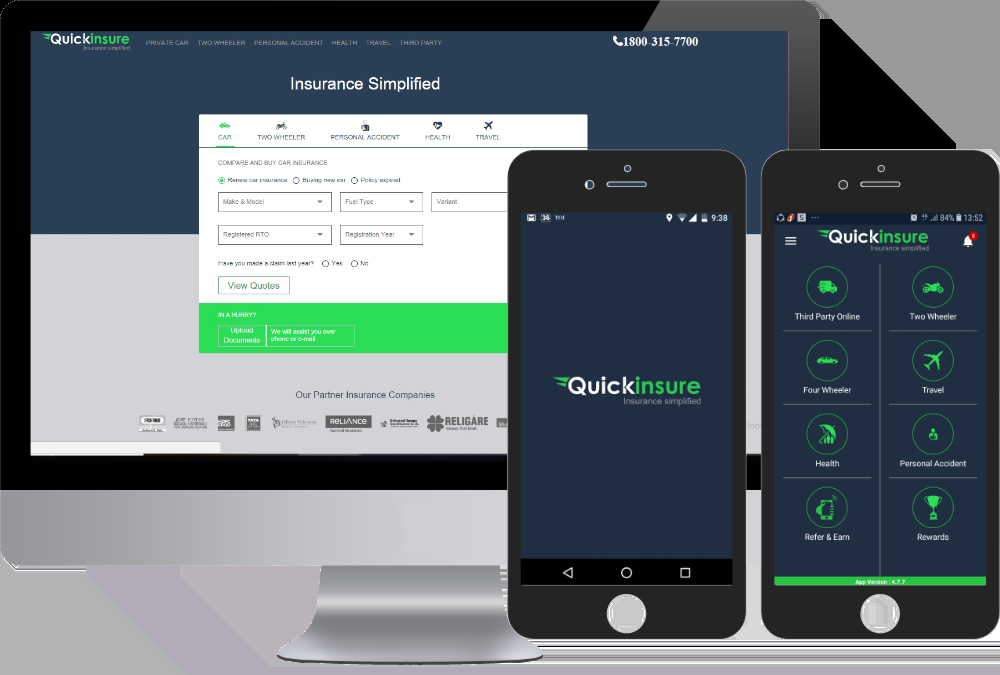 Quickinsure
Insurance simplified
PRIVATE CAR TWO WHEELER PERSONAL ACCIDENT HEALTH TRAVEL THIRD PARTY
1800-315-7700
Insurance Simplified
CAR TWO WHEELER PERSONAL ACCIDENT HEALTH TRAVEL
COMPARE AND BUY CAR INSURANCE
Renew car insurance Buying new car Policy expired
Make & Model Fuel Type Variant
Registered RTO Registration Year
Have you made a claim last year? Yes No
View Quotes
IN A HURRY?
Upload Documents
We will assist you over
phone or e-mail
Our Partner Insurance Companies
RELIANCE
General Insurance
RELIGARE
TATA
36 9:38
Quickinsure
Insurance simplified
S 84% 13:52
Quickinsure
Insurance simplified
Third Party Online Two Wheeler
Four Wheeler Travel
Health Personal Accident
Refer & Earn Rewards
App Version : 4.7.7